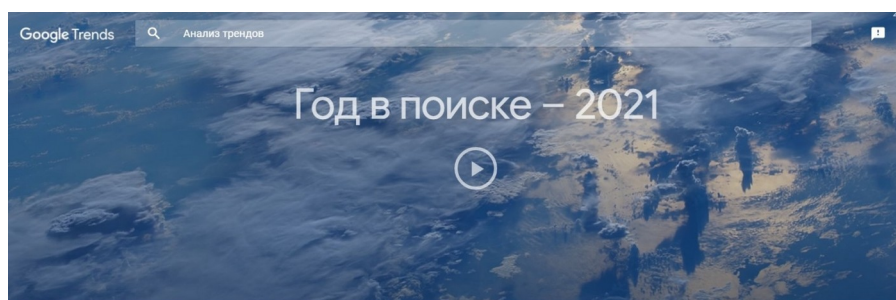 Google Trends
Анализ трендов
Год в поиске – 2021